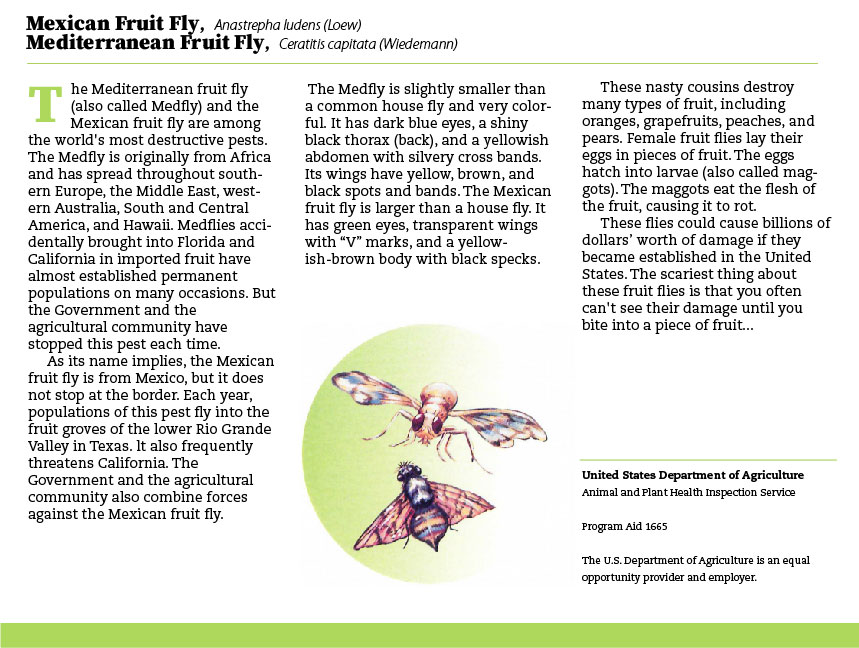 Mexican Fruit Fly, Anastrepha ludens (Loew)
Mediterranean Fruit Fly, Ceratitis capitata (Wiedemann)
The Mediterranean fruit fly
(also called Medfly) and the
Mexican fruit fly are among
the world's most destructive pests.
The Medfly is originally from Africa
and has spread throughout south-
ern Europe, the Middle East, west-
ern Australia, South and Central
America, and Hawaii. Medflies acci-
dentally brought into Florida and
California in imported fruit have
almost established permanent
populations on many occasions. But
the Government and the
agricultural community have
stopped this pest each time.
As its name implies, the Mexican
fruit fly is from Mexico, but it does
not stop at the border. Each year,
populations of this pest fly into the
fruit groves of the lower Rio Grande
Valley in Texas. It also frequently
threatens California. The
Government and the agricultural
community also combine forces
against the Mexican fruit fly.
The Medfly is slightly smaller than
a common house fly and very color-
ful. It has dark blue eyes, a shiny
black thorax (back), and a yellowish
abdomen with silvery cross bands.
Its wings have yellow, brown, and
black spots and bands. The Mexican
fruit fly is larger than a house fly. It
has green eyes, transparent wings
with “V” marks, and a yellow-
ish-brown body with black specks.
These nasty cousins destroy
many types of fruit, including
oranges, grapefruits, peaches, and
pears. Female fruit flies lay their
eggs in pieces of fruit. The eggs
hatch into larvae (also called mag-
gots). The maggots eat the flesh of
the fruit, causing it to rot.
These flies could cause billions of
dollars’ worth of damage if they
became established in the United
States. The scariest thing about
these fruit flies is that you often
can't see their damage until you
bite into a piece of fruit...
United States Department of Agriculture
Animal and Plant Health Inspection Service
Program Aid 1665
The U.S. Department of Agriculture is an equal
opportunity provider and employer.